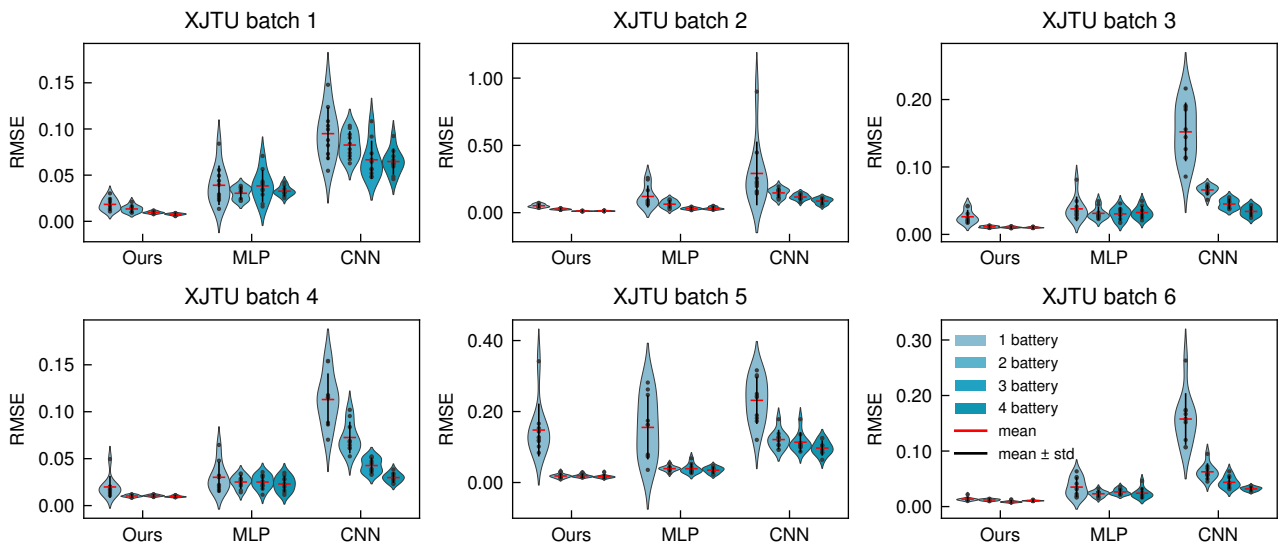 XJTU batch 1
RMSE
0.15
0.10
0.05
0.00
Ours MLP CNN
XJTU batch 2
RMSE
1.00
0.50
0.00
Ours MLP CNN
XJTU batch 3
RMSE
0.20
0.10
0.00
Ours MLP CNN
XJTU batch 4
RMSE
0.15
0.10
0.05
0.00
Ours MLP CNN
XJTU batch 5
RMSE
0.40
0.20
0.00
Ours MLP CNN
XJTU batch 6
RMSE
0.30
0.20
0.10
0.00
1 battery
2 battery
3 battery
4 battery
mean
mean ± std
Ours MLP CNN